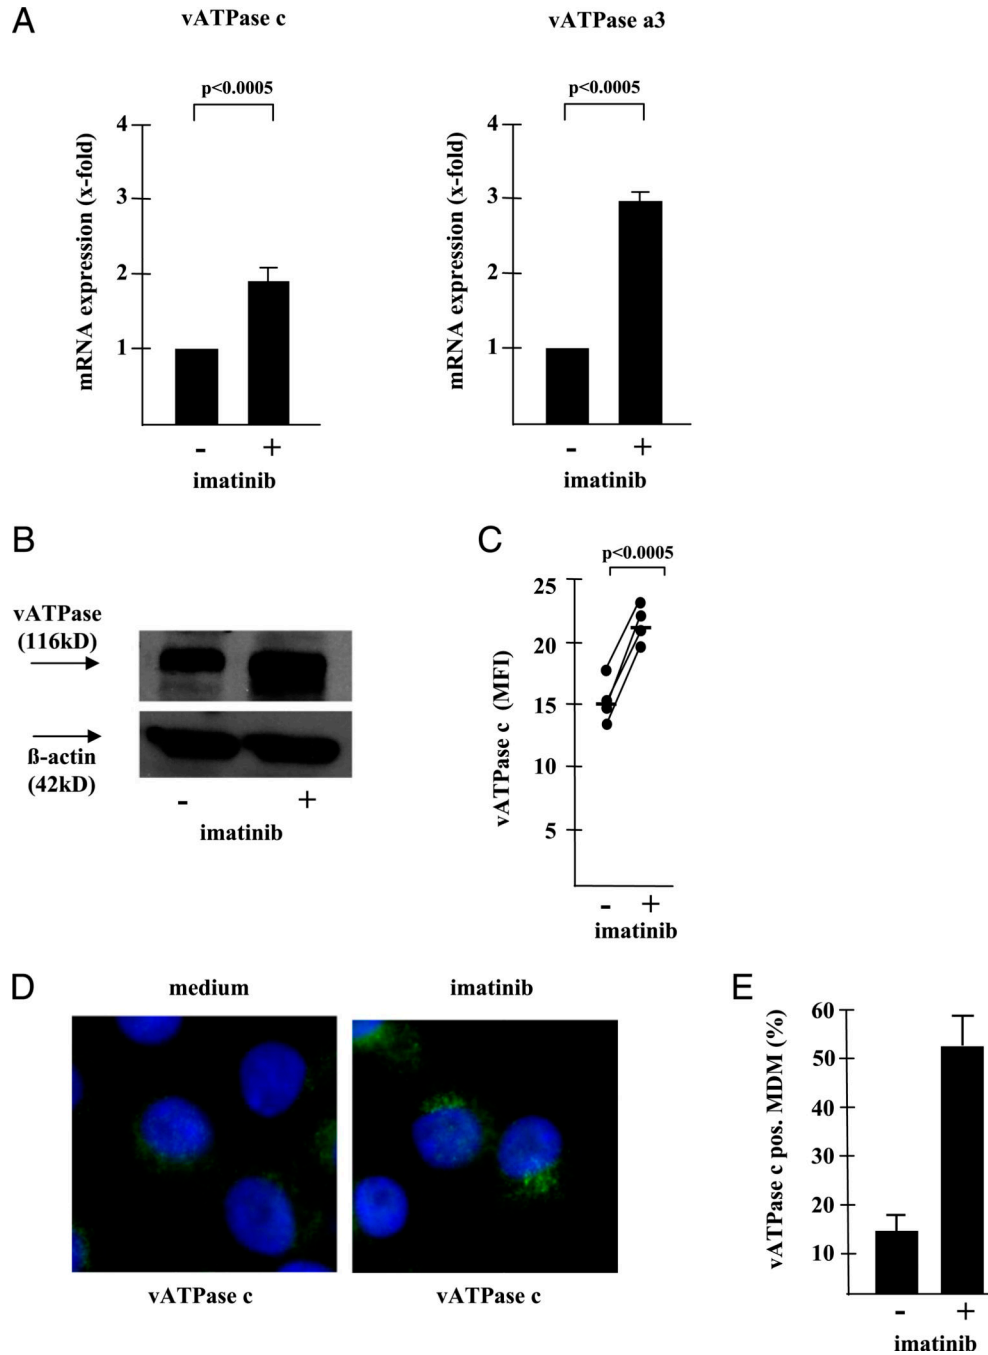 A
vATPase c
vATPase a3
p<0.0005
p<0.0005
mRNA expression (x-fold)
4
3
2
1
- +
imatinib
mRNA expression (x-fold)
4
3
2
1
- +
imatinib
B
vATPase
(116kD)
ß-actin
(42kD)
- +
imatinib
C
p<0.0005
vATPase c (MFI)
25
20
15
10
5
- +
imatinib
D
medium
imatinib
vATPase c
vATPase c
E
vATPase c pos. MDM (%)
60
50
40
30
20
10
- +
imatinib